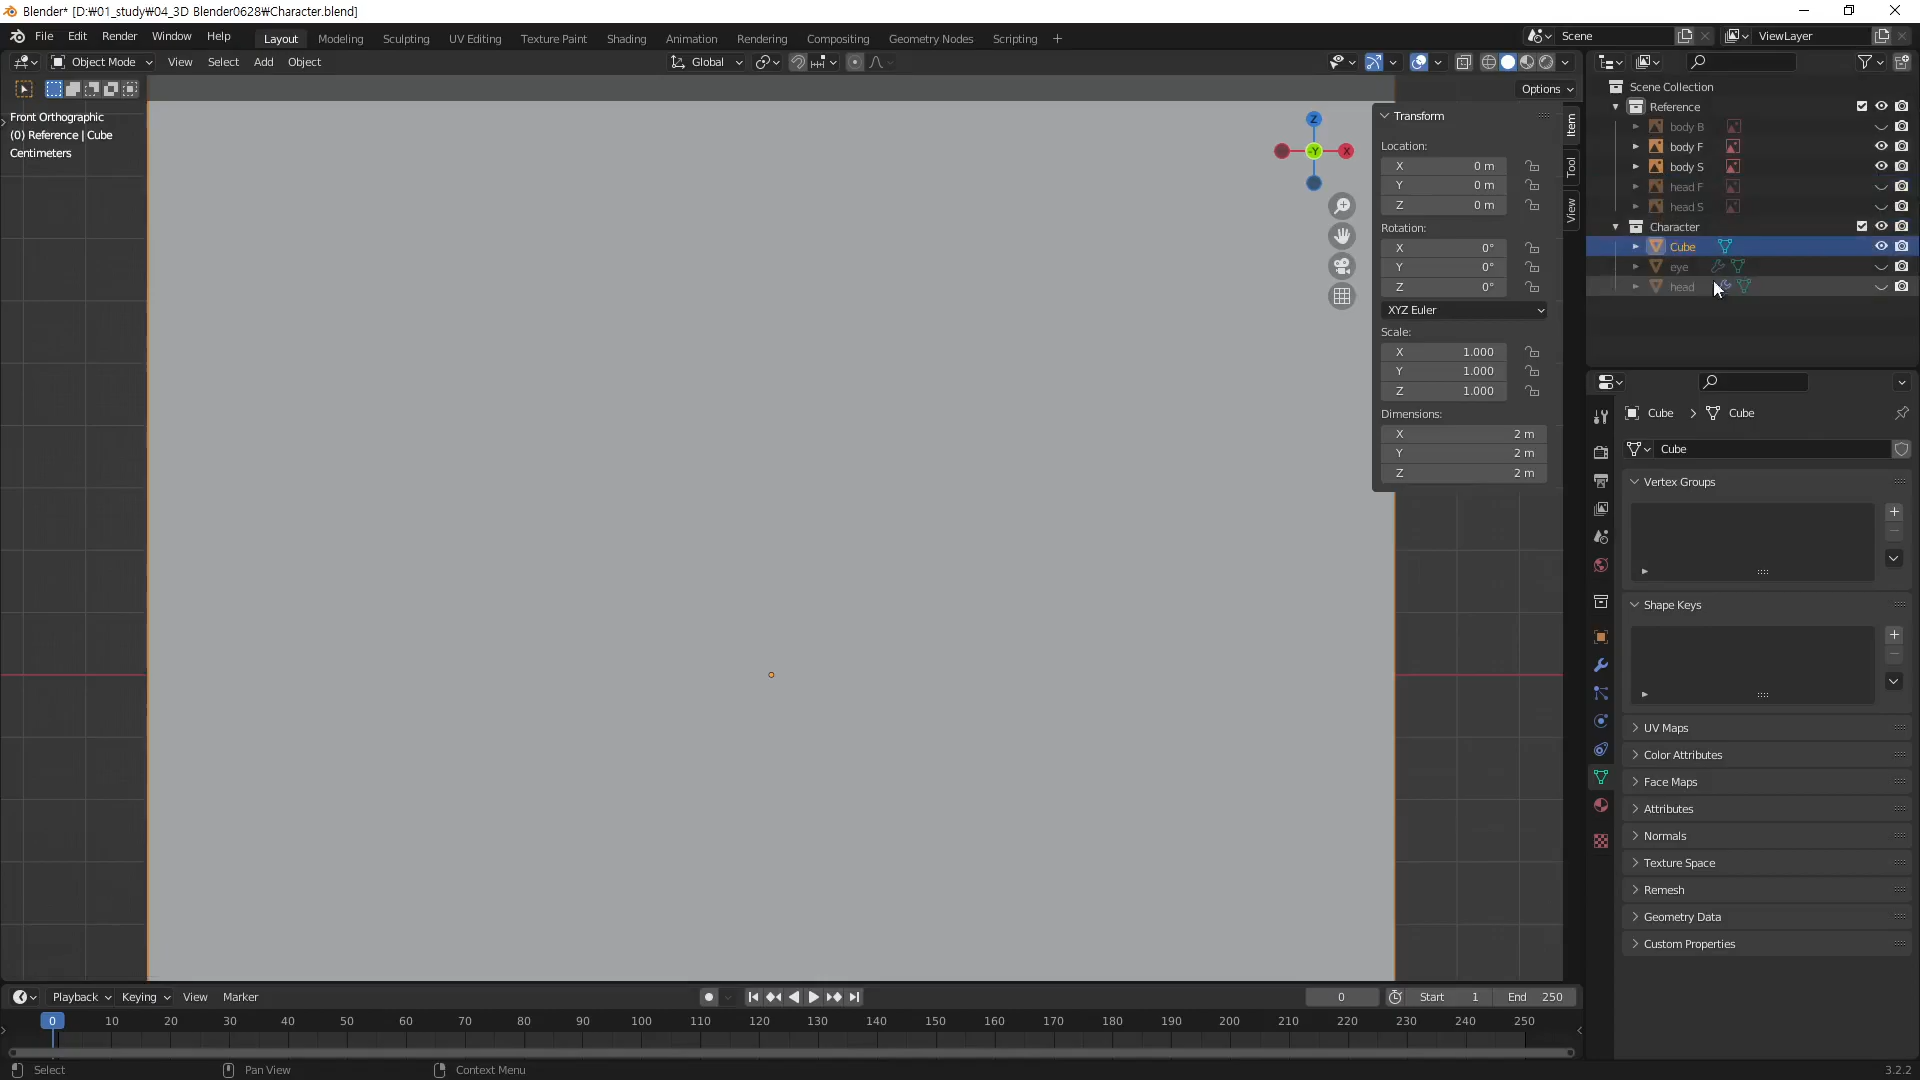 Blender* [D:₩01_study₩04_3D Blender0628₩Character.blend]
File Edit Render Window Help
Layout Modeling Sculpting UV Editing Texture Paint Shading Animation Rendering Compositing Geometry Nodes Scripting +
Scene
ViewLayer
Object Mode View Select Add Object
Global
Options
Front Orthographic
(0) Reference | Cube
Centimeters
Z
-Y
X
Transform
Location:
X 0 m
Y 0 m
Z 0 m
Rotation:
X 0°
Y 0°
Z 0°
XYZ Euler
Scale:
X 1.000
Y 1.000
Z 1.000
Dimensions:
X 2 m
Y 2 m
Z 2 m
Item
Tool
View
Scene Collection
Reference
body B
body F
body S
head F
head S
Character
Cube
eye
head
Cube > Cube
Cube
Vertex Groups
Shape Keys
UV Maps
Color Attributes
Face Maps
Attributes
Normals
Texture Space
Remesh
Geometry Data
Custom Properties
Playback Keying View Marker
0
Start 1
End 250
0 10 20 30 40 50 60 70 80 90 100 110 120 130 140 150 160 170 180 190 200 210 220 230 240 250
Select
Pan View
Context Menu
3.2.2